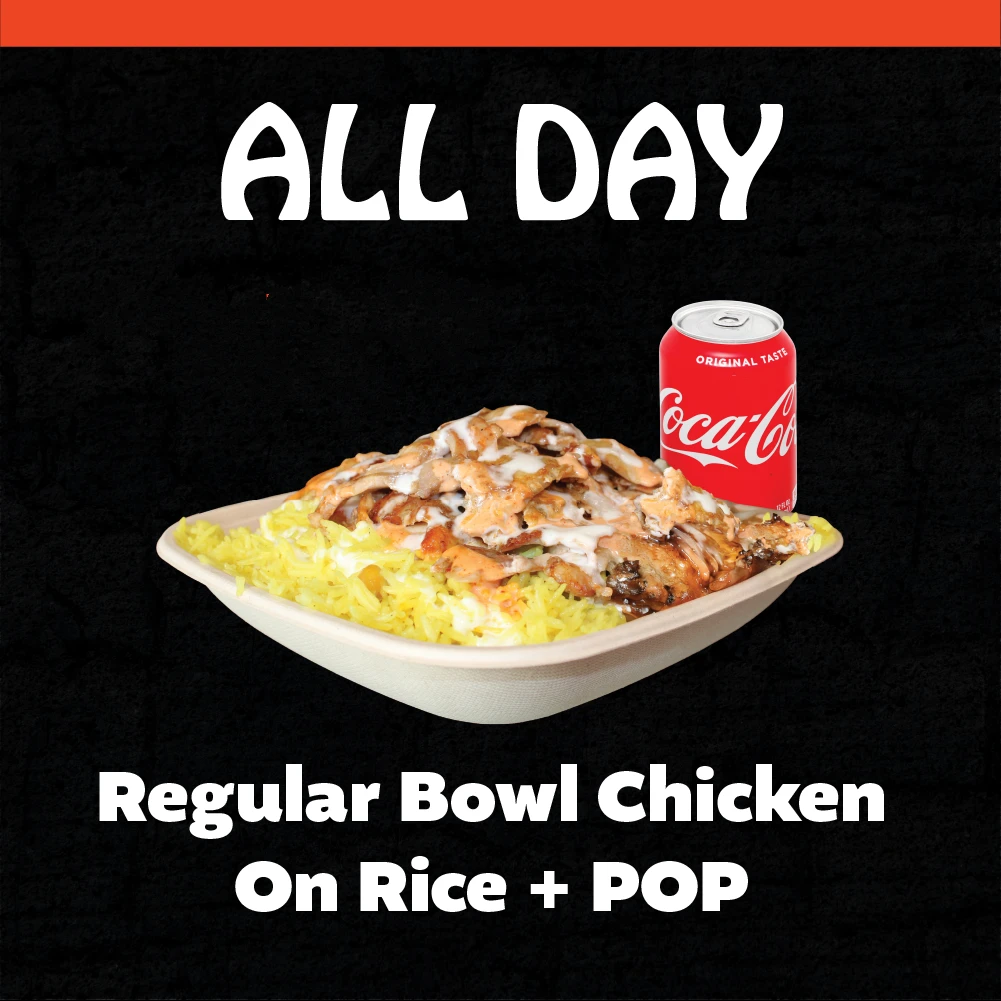 ALL DAY
ORIGINAL TASTE
Coca-Co
Regular Bowl Chicken
On Rice + POP